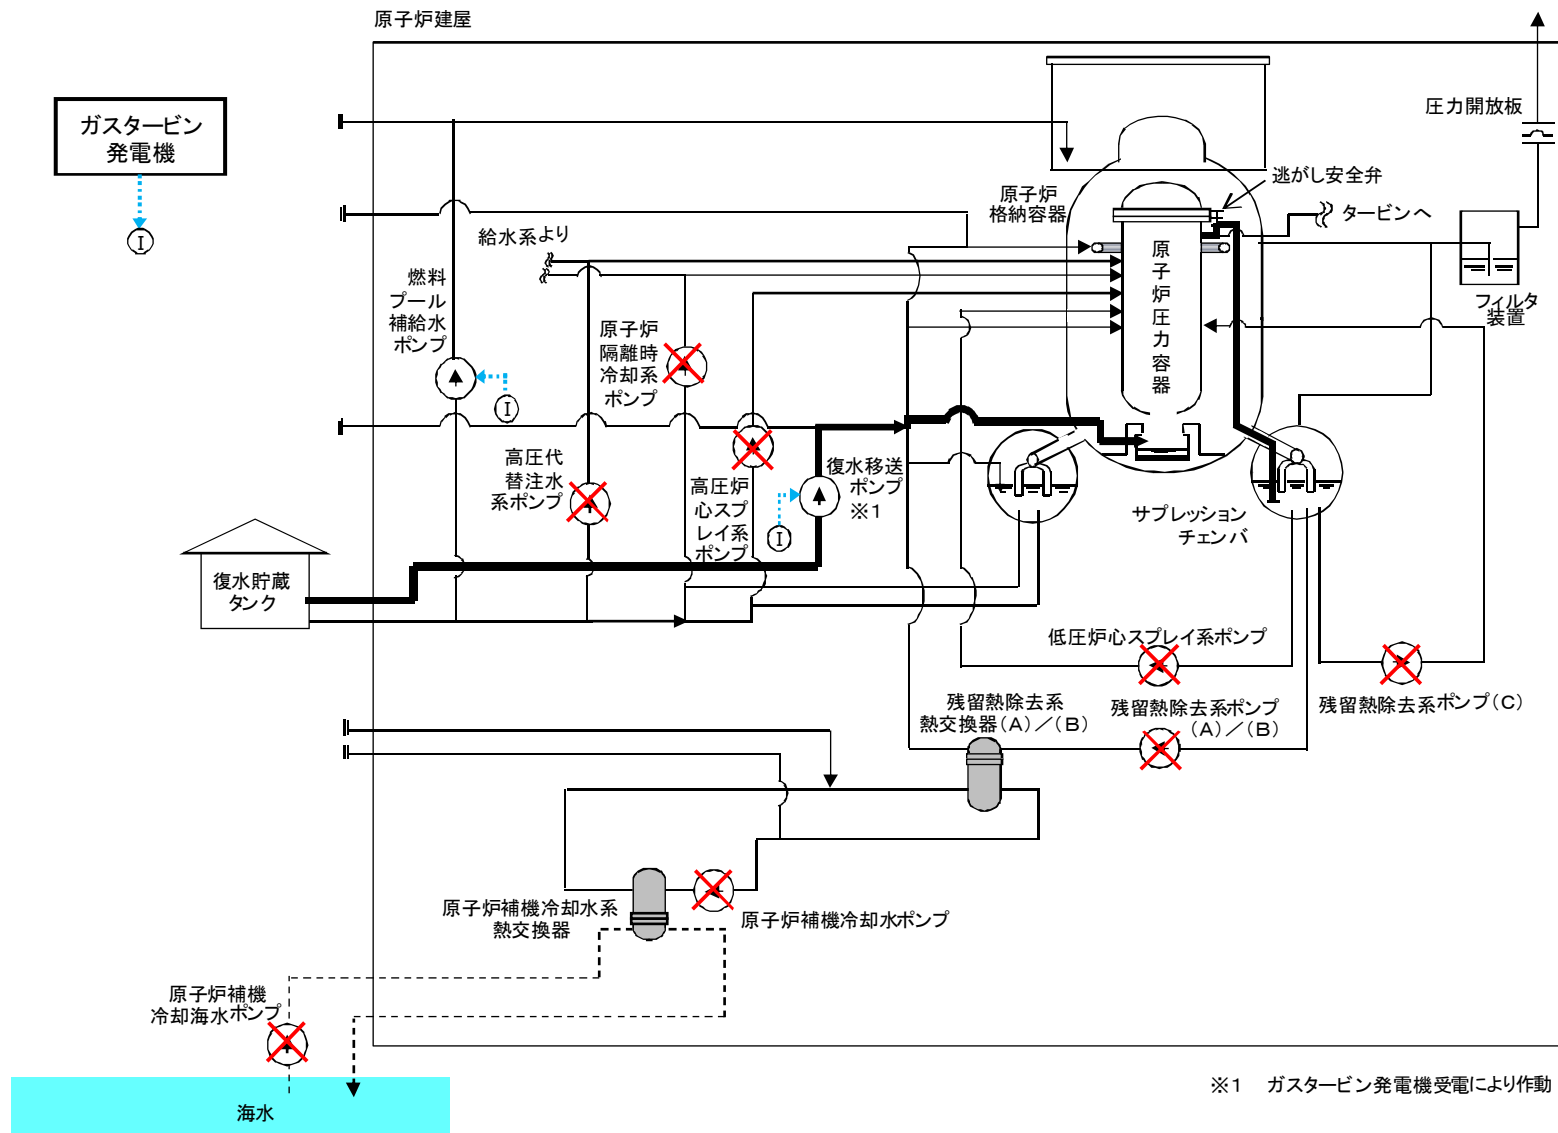 原子炉建屋
ガスタービン
発電機
I
圧力開放板
逃がし安全弁
原子炉
格納容器
タービンへ
給水系より
燃料
プール
補給水
ポンプ
I
原子炉
隔離時
冷却系
ポンプ
原子炉圧力容器
フィルタ
装置
高圧代
替注水
系ポンプ
高圧炉
心スプ
レイ系
ポンプ
復水移送
ポンプ
※1
I
サプレッション
チェンバ
復水貯蔵
タンク
低圧炉心スプレイ系ポンプ
残留熱除去系
熱交換器(A)/(B)
残留熱除去系ポンプ
(A)/(B)
残留熱除去系ポンプ(C)
原子炉補機冷却水系
熱交換器
原子炉補機冷却水ポンプ
原子炉補機
冷却海水ポンプ
海水
※1 ガスタービン発電機受電により作動